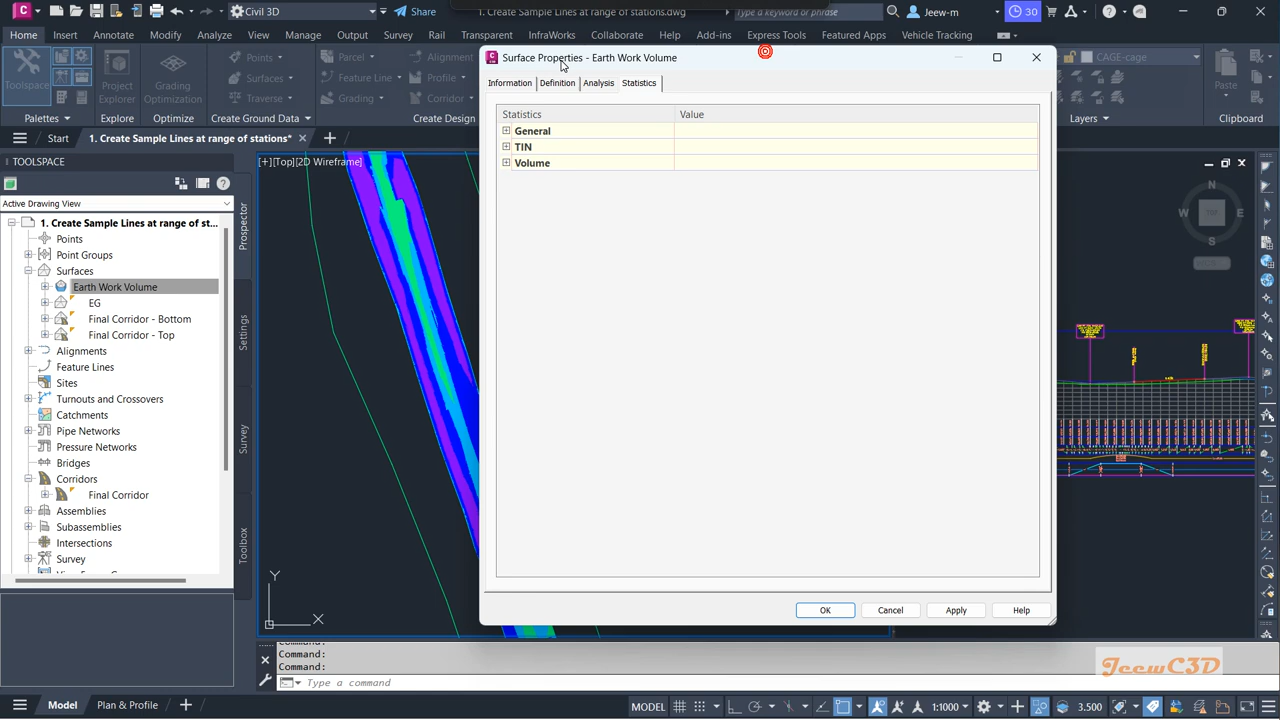 Civil 3D
Share
1. Create Sample Lines at range of stations.dwg
Type a keyword or phrase
Jeew-m
30
Home Insert Annotate Modify Analyze View Manage Output Survey Rail Transparent InfraWorks Collaborate Help Add-ins Express Tools Featured Apps Vehicle Tracking
Toolspace
Project Explorer
Grading Optimization
Points
Surfaces
Traverse
Alignment
Feature Line
Profile
Grading
Corridor
CAGE-cage
Paste
Palettes Explore Optimize Create Ground Data Create Design Layers Clipboard
Start
1. Create Sample Lines at range of stations*
TOOLSPACE
Active Drawing View
1. Create Sample Lines at range of st...
Points
Point Groups
Surfaces
Earth Work Volume
EG
Final Corridor - Bottom
Final Corridor - Top
Alignments
Feature Lines
Sites
Turnouts and Crossovers
Catchments
Pipe Networks
Pressure Networks
Bridges
Corridors
Final Corridor
Assemblies
Subassemblies
Intersections
Survey
Prospector
Settings
Survey
Toolbox
[+][Top][2D Wireframe]
Y
X
Surface Properties - Earth Work Volume
Information Definition Analysis Statistics
Statistics Value
General
TIN
Volume
OK Cancel Apply Help
N
W TOP E
S
Command:
Command:
Command:
Type a command
JeewC3D
Model Plan & Profile
MODEL
1:1000
3.500